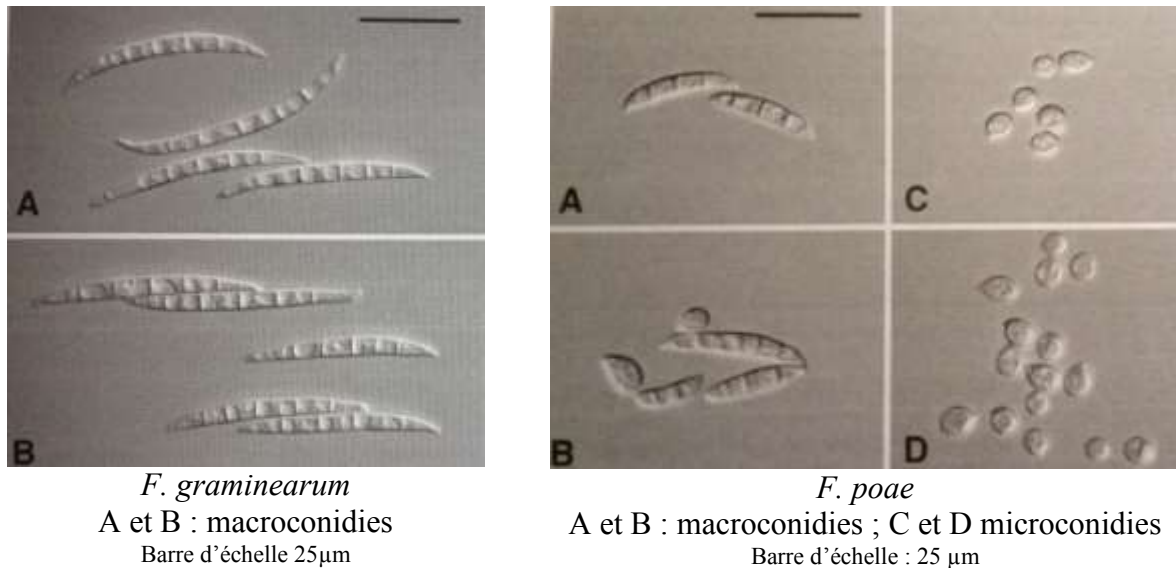 A
B
F. graminearum
A et B : macroconidies
Barre d’échelle 25µm
A
C
B
D
F. poae
A et B : macroconidies ; C et D microconidies
Barre d’échelle : 25 µm